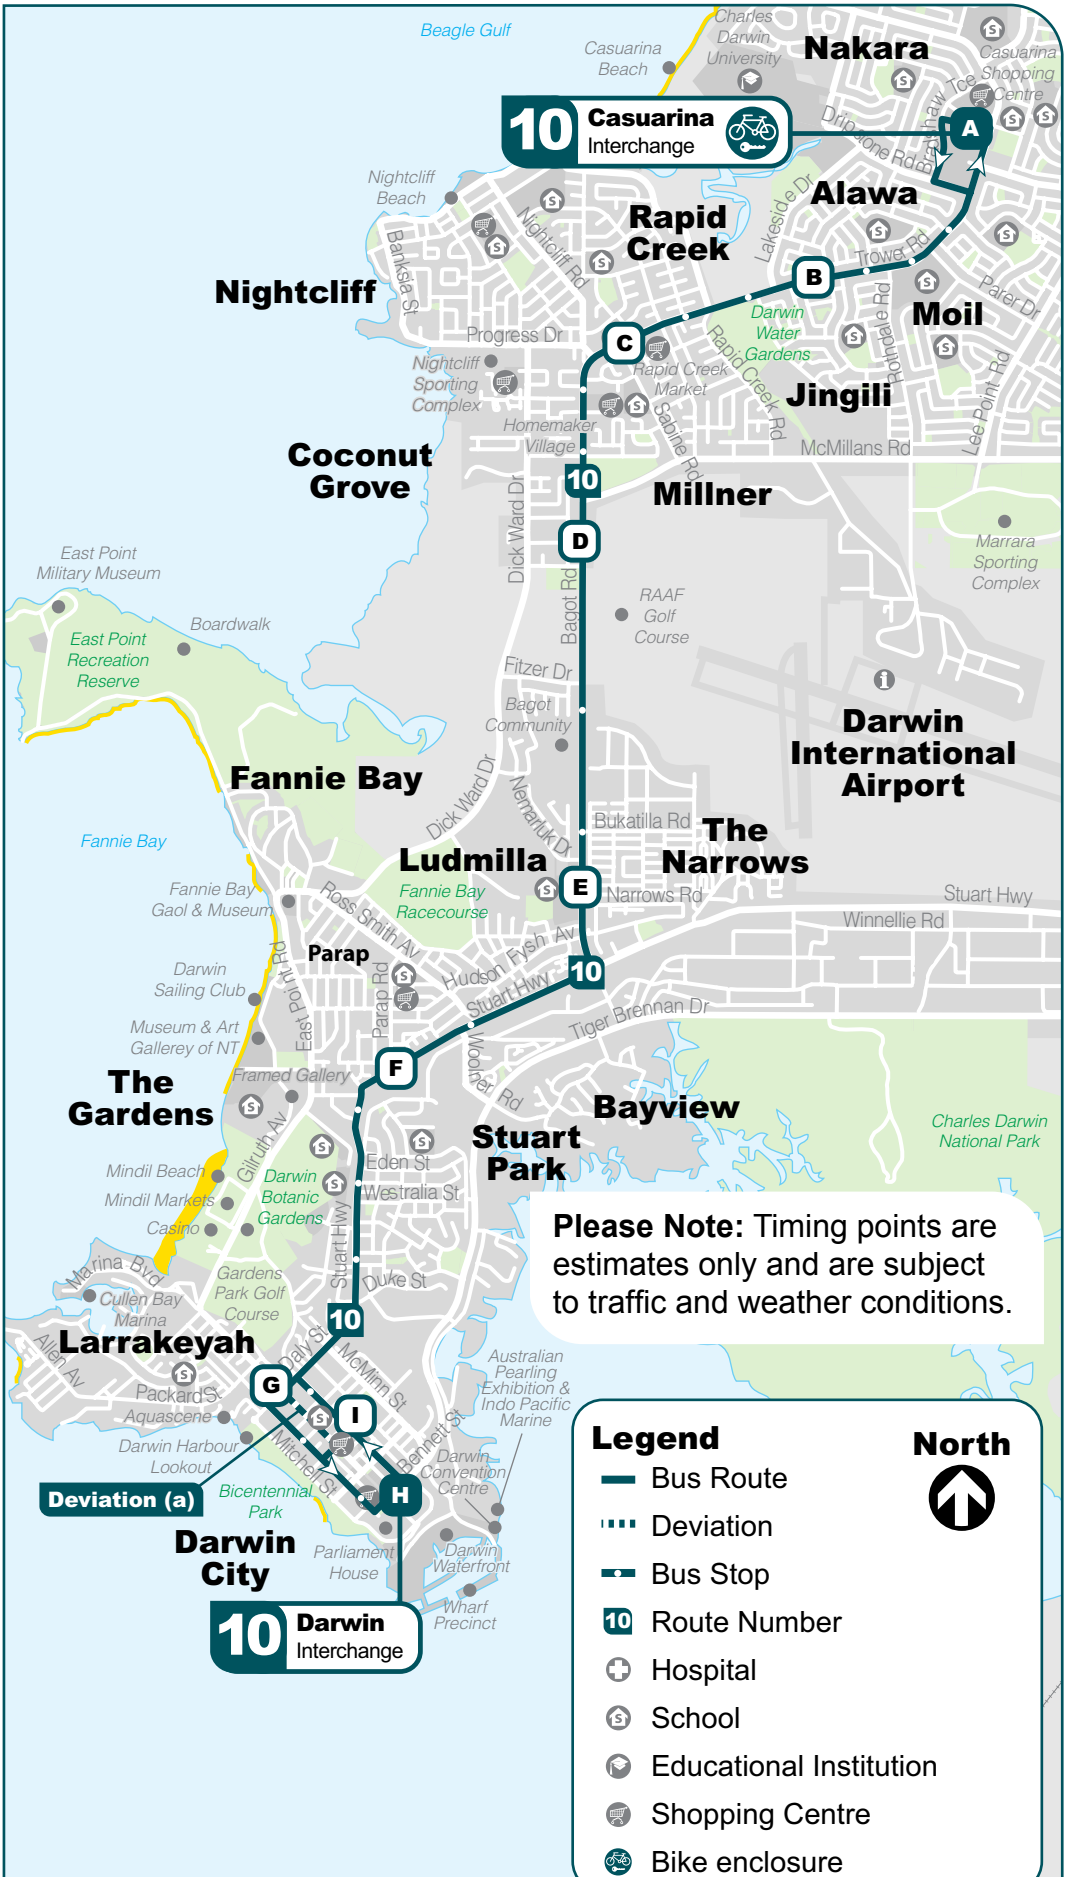 Beagle Gulf
Charles
Darwin
University
Nakara
Casuarina
Beach
Casuarina
Shopping
Centre
Bradshaw Tce
Dripstone Rd
10
Casuarina
Interchange
A
Nightcliff
Beach
Alawa
Lakeside Dr
Rapid
Creek
Nightcliff Rd
Banksia St
Trower Rd
B
Nightcliff
Parer Dr
Moil
Rothdale Rd
Darwin
Water
Gardens
Progress Dr
C
Rapid Creek
Market
Rapid Creek Rd
Nightcliff
Sporting
Complex
Jingili
Lee Point Rd
Homemaker
Village
Sabine Rd
McMillans Rd
Coconut
Grove
10
Millner
Dick Ward Dr
D
Marrara
Sporting
Complex
East Point
Military Museum
Bagot Rd
RAAF
Golf
Course
Boardwalk
East Point
Recreation
Reserve
Fitzer Dr
Bagot
Community
Darwin
International
Airport
Fannie Bay
Dick Ward Dr
Nemarluk Dr
Fannie Bay
Bukatilla Rd
The
Narrows
Ludmilla
E
Narrows Rd
Fannie Bay
Racecourse
Fannie Bay
Gaol & Museum
Ross Smith Av
Stuart Hwy
Winnellie Rd
Parap
Hudson Fysh Av
10
Darwin
Sailing Club
East Point Rd
Parap Rd
Stuart Hwy
Tiger Brennan Dr
Museum & Art
Gallerey of NT
Woolner Rd
F
The
Gardens
Framed Gallery
Gilruth Av
Bayview
Charles Darwin
National Park
Stuart
Park
Eden St
Westralia St
Mindil Beach
Mindil Markets
Casino
Darwin
Botanic
Gardens
Stuart Hwy
Please Note: Timing points are
estimates only and are subject
to traffic and weather conditions.
Marina Bvd
Cullen Bay
Marina
Gardens
Park Golf
Course
Duke St
10
Larrakeyah
Allen Av
Daly St
McMinn St
Australian
Pearling
Exhibition &
Indo Pacific
Marine
G
Packard St
Aquascene
I
Bennett St
Darwin Harbour
Lookout
Mitchell St
Darwin
Convention
Centre
Deviation (a)
Bicentennial
Park
H
Darwin
City
Parliament
House
Darwin
Waterfront
Wharf
Precinct
10
Darwin
Interchange
Legend
North
Bus Route
Deviation
Bus Stop
10
Route Number
Hospital
S
School
Educational Institution
Shopping Centre
Bike enclosure